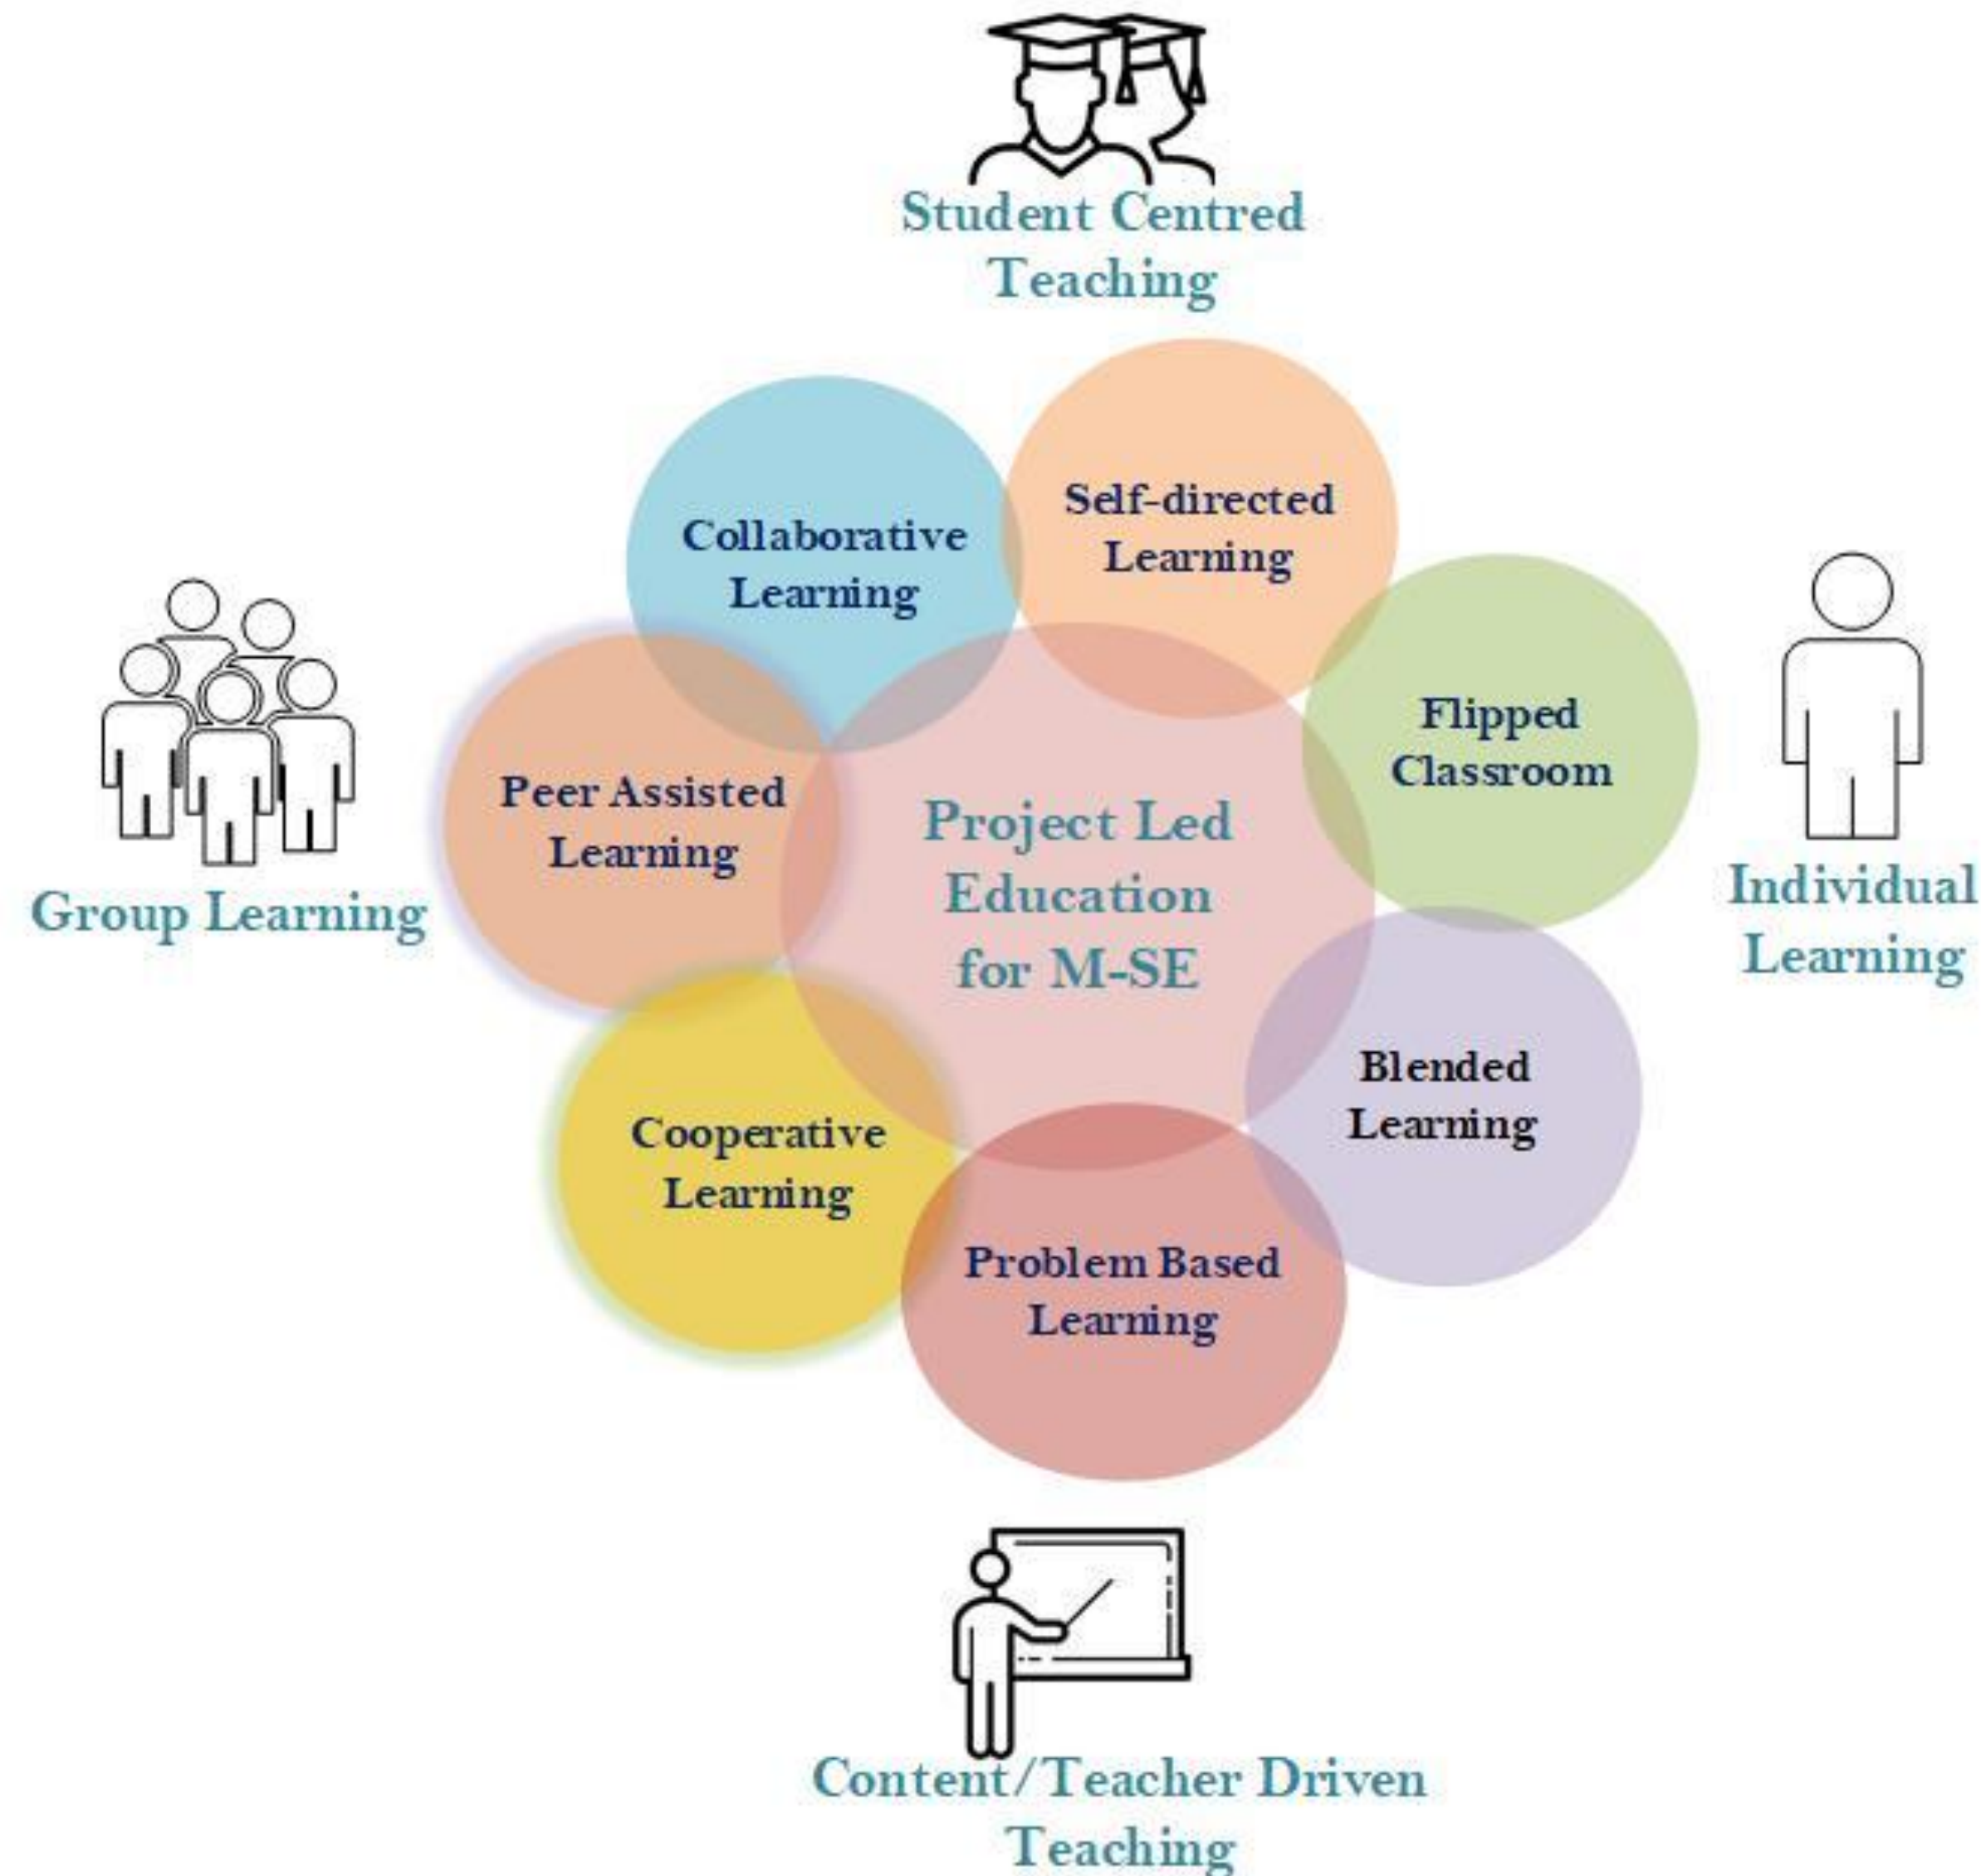 Student Centred
Teaching
Self-directed
Learning
Collaborative
Learning
Flipped
Classroom
Peer Assisted
Learning
Project Led
Education
for M-SE
Group Learning
Individual
Learning
Blended
Learning
Cooperative
Learning
Problem Based
Learning
Content/Teacher Driven
Teaching